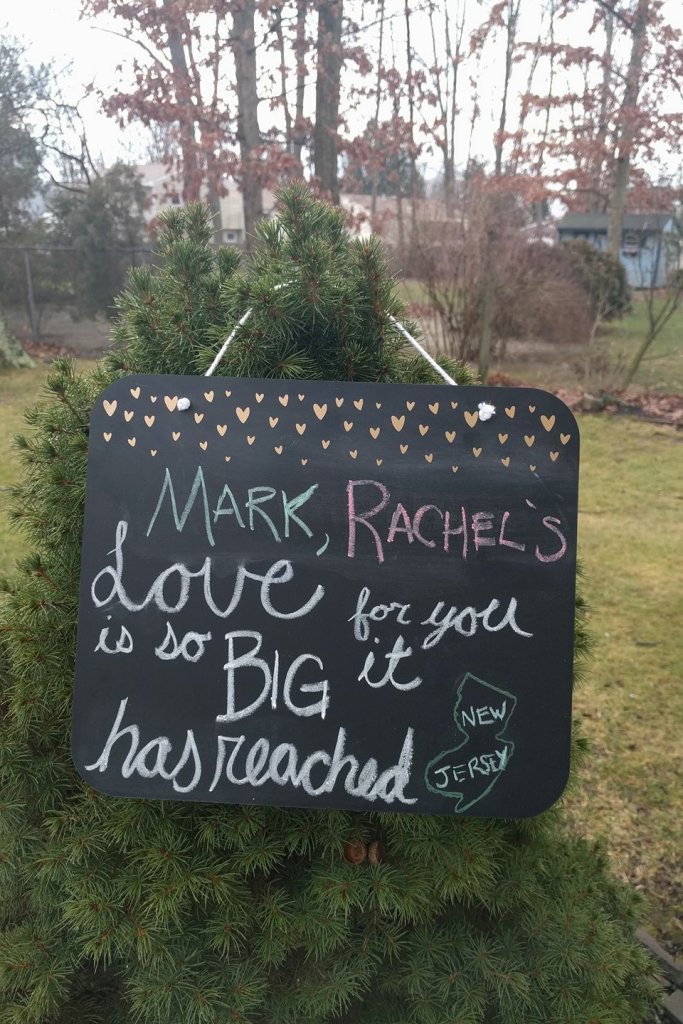 MARK, RACHEL'S
Love for you
is so BIG it
has reached
NEW
JERSEY